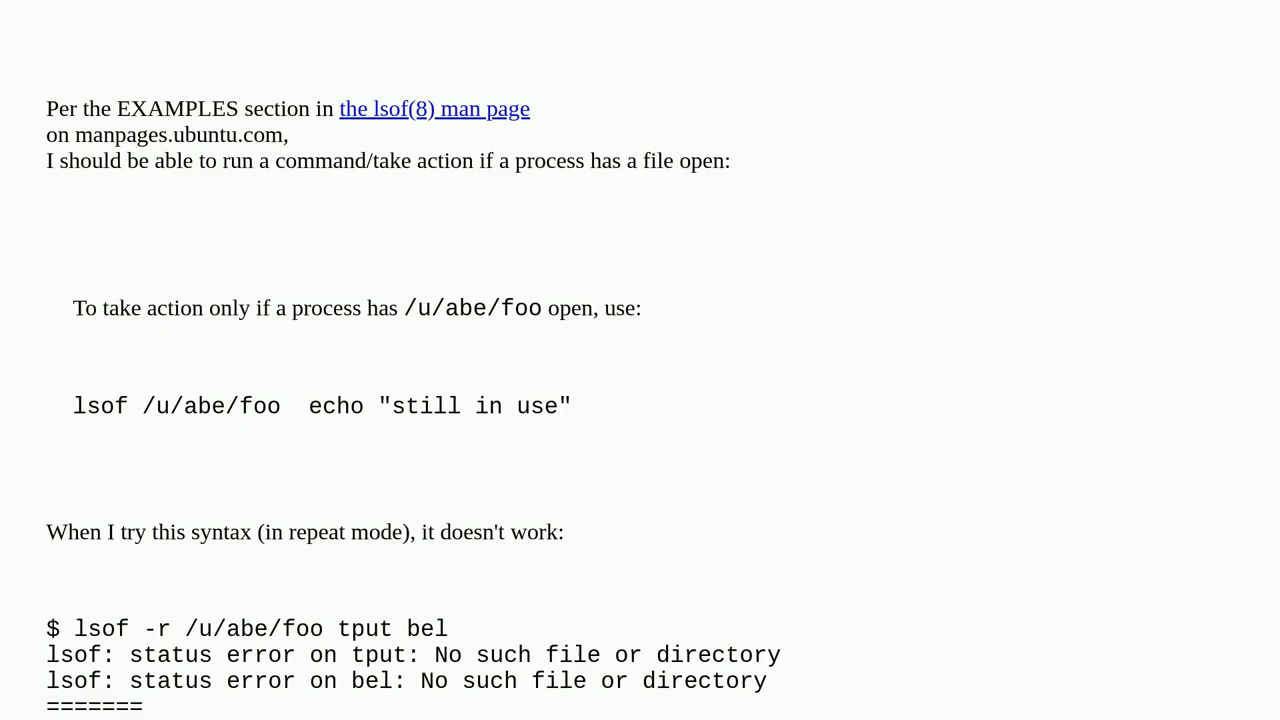 Per the EXAMPLES section in the lsof(8) man page
on manpages.ubuntu.com,
I should be able to run a command/take action if a process has a file open:
To take action only if a process has /u/abe/foo open, use:
lsof /u/abe/foo  echo "still in use"
When I try this syntax (in repeat mode), it doesn't work:
$ lsof -r /u/abe/foo tput bel
lsof: status error on tput: No such file or directory
lsof: status error on bel: No such file or directory
=======